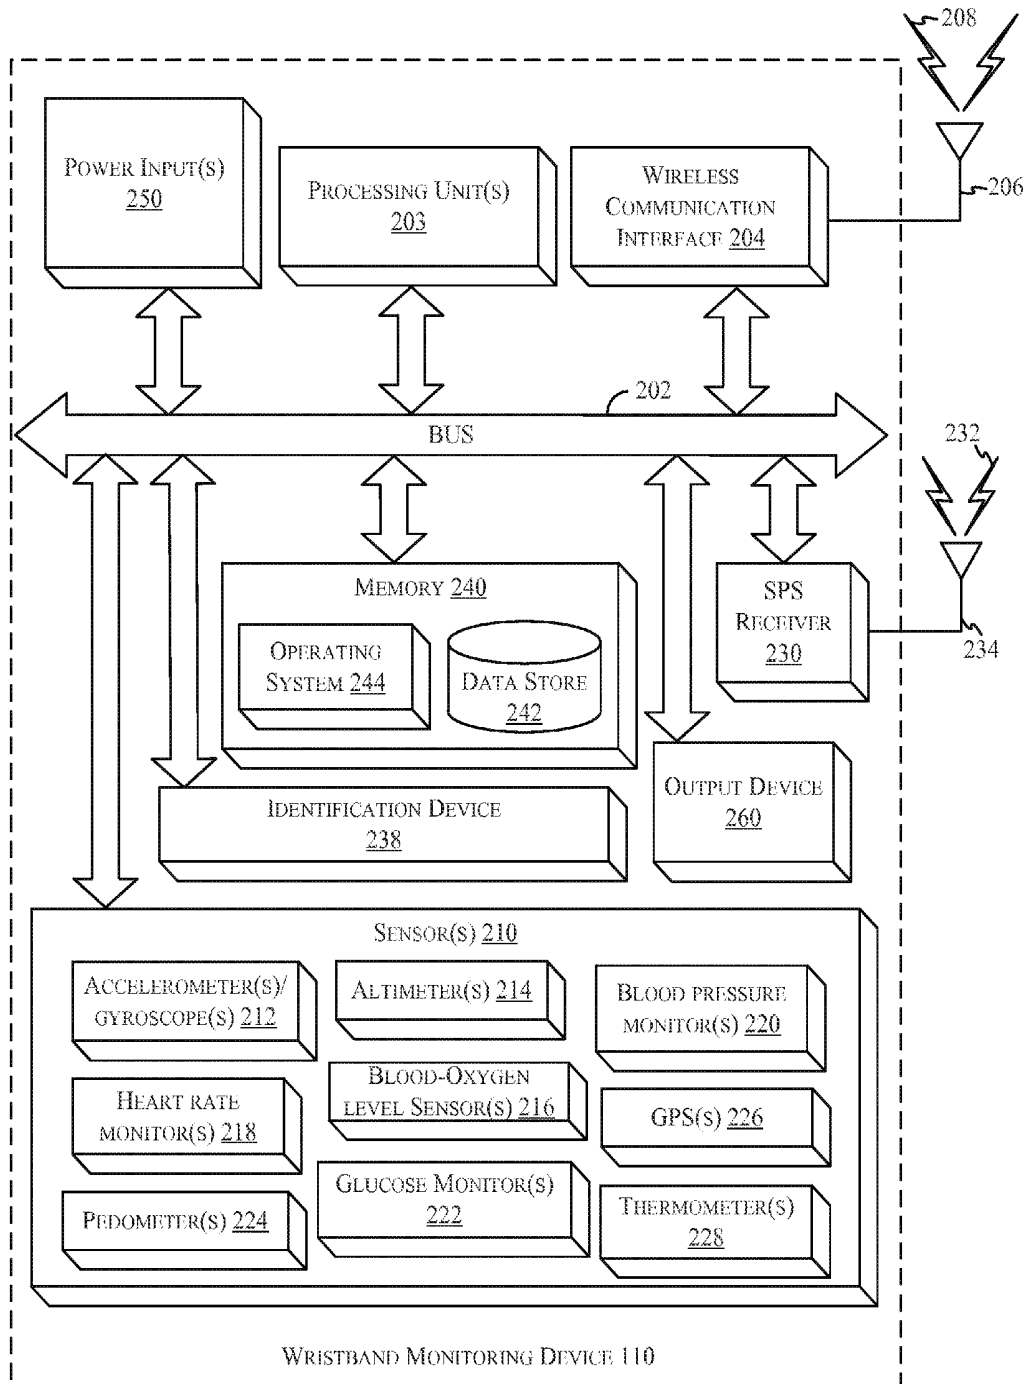 208
POWER INPUT(S)
250
PROCESSING UNIT(S)
203
WIRELESS
COMMUNICATION
INTERFACE 204
206
202
BUS
232
MEMORY 240
OPERATING
SYSTEM 244
DATA STORE
242
SPS
RECEIVER
230
234
IDENTIFICATION DEVICE
238
OUTPUT DEVICE
260
SENSOR(S) 210
ACCELEROMETER(S)/
GYROSCOPE(S) 212
ALTIMETER(S) 214
BLOOD PRESSURE
MONITOR(S) 220
HEART RATE
MONITOR(S) 218
BLOOD-OXYGEN
LEVEL SENSOR(S) 216
GPS(S) 226
PEDOMETER(S) 224
GLUCOSE MONITOR(S)
222
THERMOMETER(S)
228
WRISTBAND MONITORING DEVICE 110